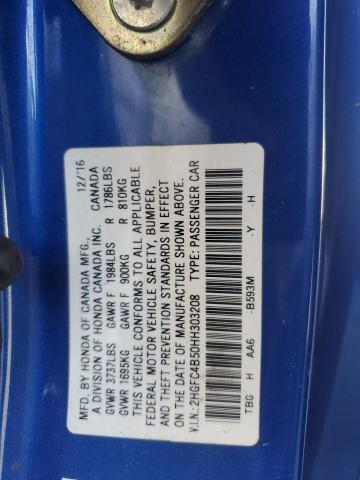 MFD. BY HONDA OF CANADA MFG., 12/'16
A DIVISION OF HONDA CANADA INC. CANADA
GVWR 3737LBS GAWR F 1984LBS R 1786LBS
GVWR 1695KG GAWR F 900KG R 810KG
THIS VEHICLE CONFORMS TO ALL APPLICABLE
FEDERAL MOTOR VEHICLE SAFETY, BUMPER,
AND THEFT PREVENTION STANDARDS IN EFFECT
ON THE DATE OF MANUFACTURE SHOWN ABOVE.
V.I.N.: 2HGFC4B50HH303208 TYPE: PASSENGER CAR
TBG H AA6 -B593M -Y -H